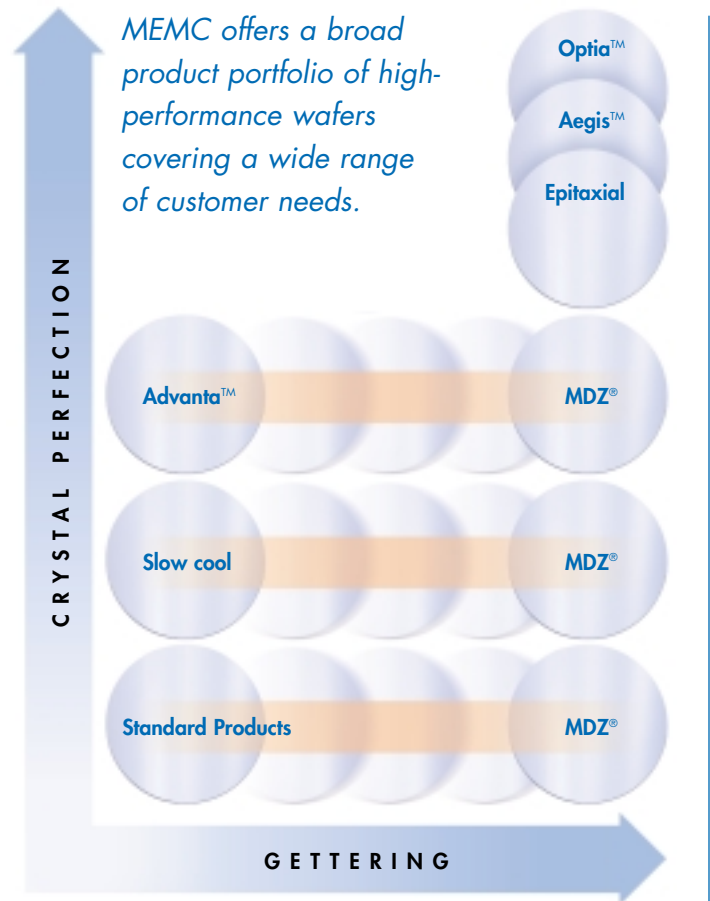 MEMC offers a broad
product portfolio of high-
performance wafers
covering a wide range
of customer needs.
Optia™
Aegis™
Epitaxial
CRYSTAL PERFECTION
Advanta™
MDZ®
Slow cool
MDZ®
Standard Products
MDZ®
GETTERING